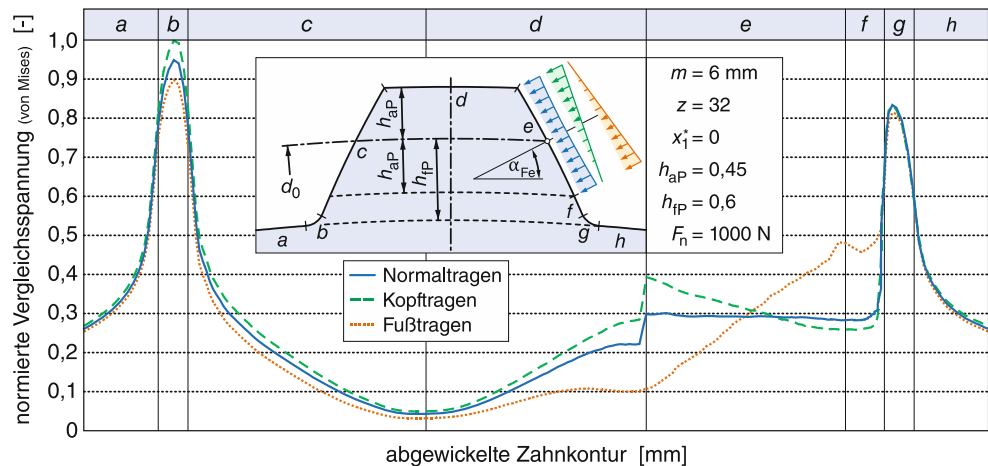 a b c d e f g h
normierte Vergleichsspannung (von Mises) [-]
1,0
0,9
0,8
0,7
0,6
0,5
0,4
0,3
0,2
0,1
0
d
h_aP
e
c
h_aP
h_fP
α_Fe
d_0
f
a b g h
m = 6 mm
z = 32
x_1^* = 0
h_aP = 0,45
h_fP = 0,6
F_n = 1000 N
Normaltragen
Kopftragen
Fußtragen
abgewickelte Zahnkontur [mm]